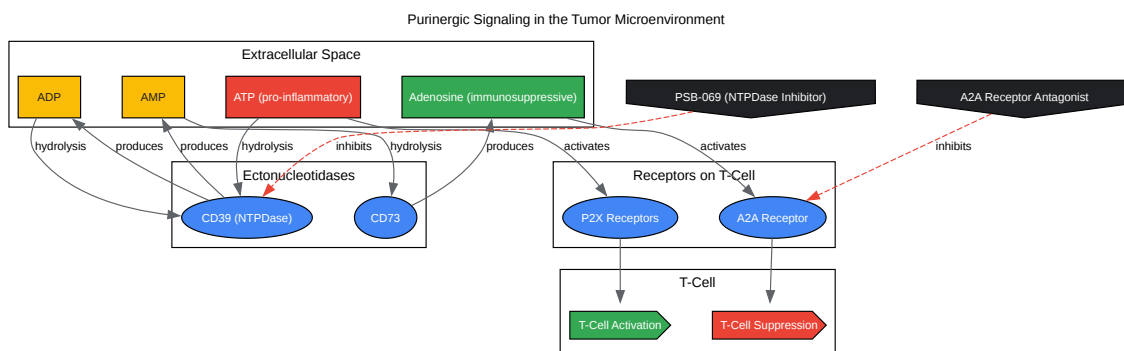 Purinergic Signaling in the Tumor Microenvironment
Extracellular Space
ADP
AMP
ATP (pro-inflammatory)
Adenosine (immunosuppressive)
PSB-069 (NTPDase Inhibitor)
A2A Receptor Antagonist
hydrolysis
produces
produces
hydrolysis
inhibits
hydrolysis
produces
activates
activates
inhibits
Ectonucleotidases
Receptors on T-Cell
CD39 (NTPDase)
CD73
P2X Receptors
A2A Receptor
T-Cell
T-Cell Activation
T-Cell Suppression